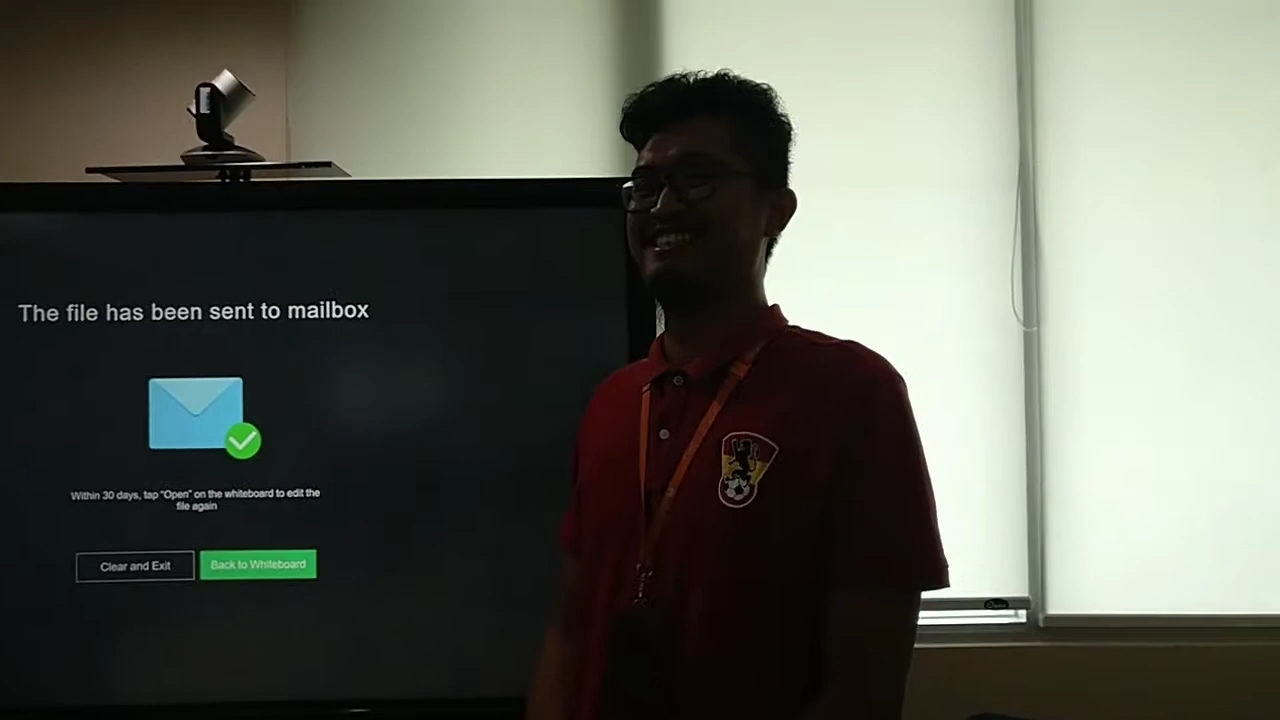 The file has been sent to mailbox
Within 30 days, tap "Open" on the whiteboard to edit the
file again
Clear and Exit
Back to Whiteboard